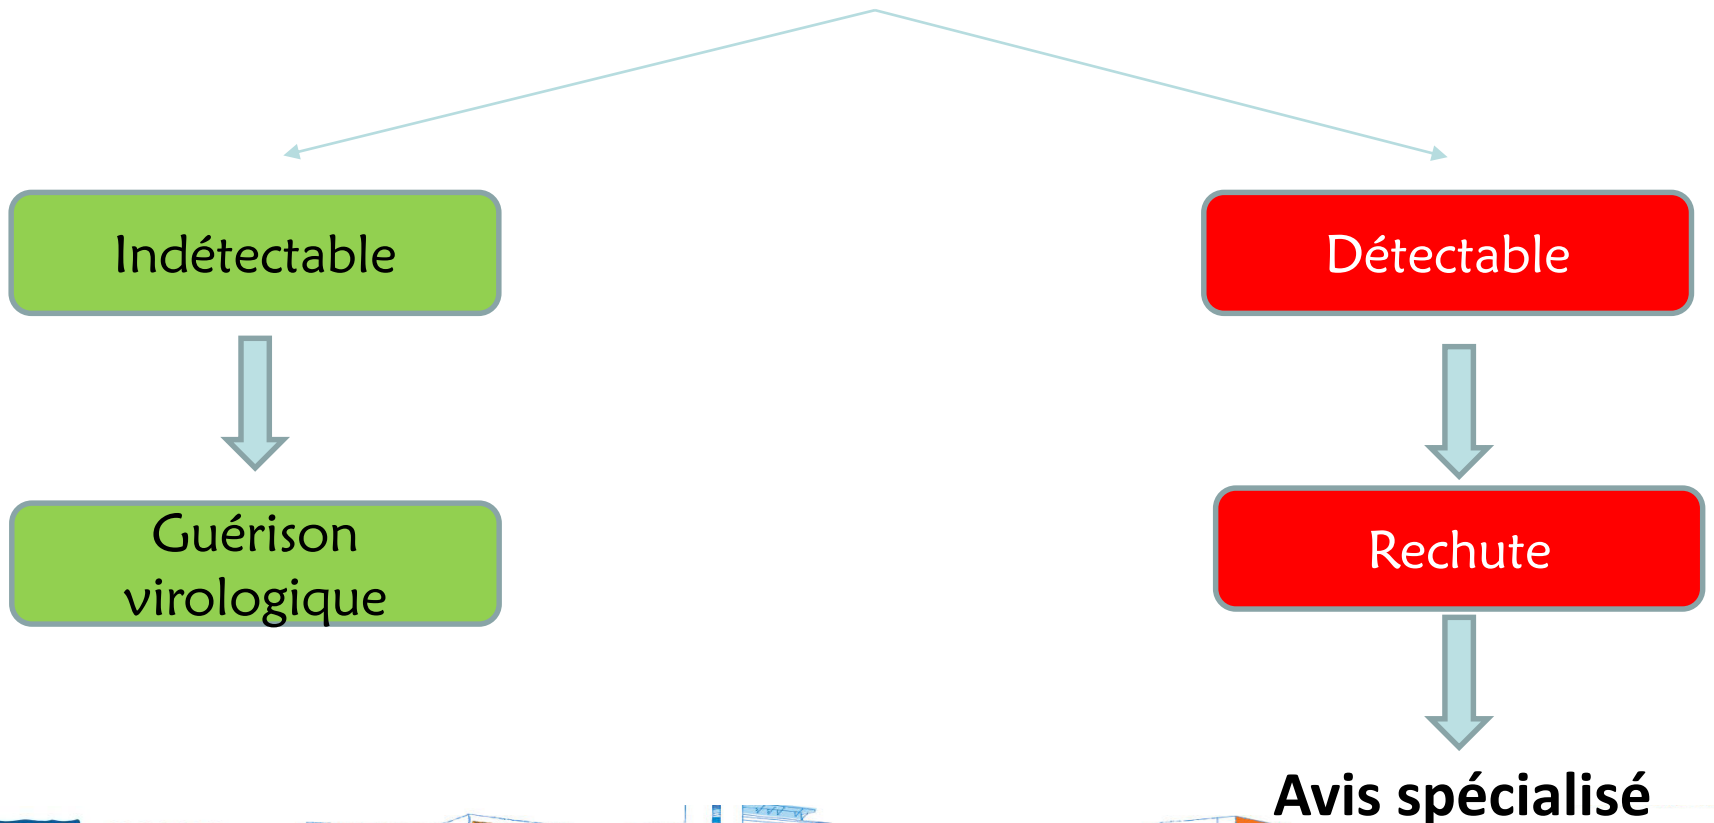 Indétectable
Détectable
Guérison
virologique
Rechute
Avis spécialisé